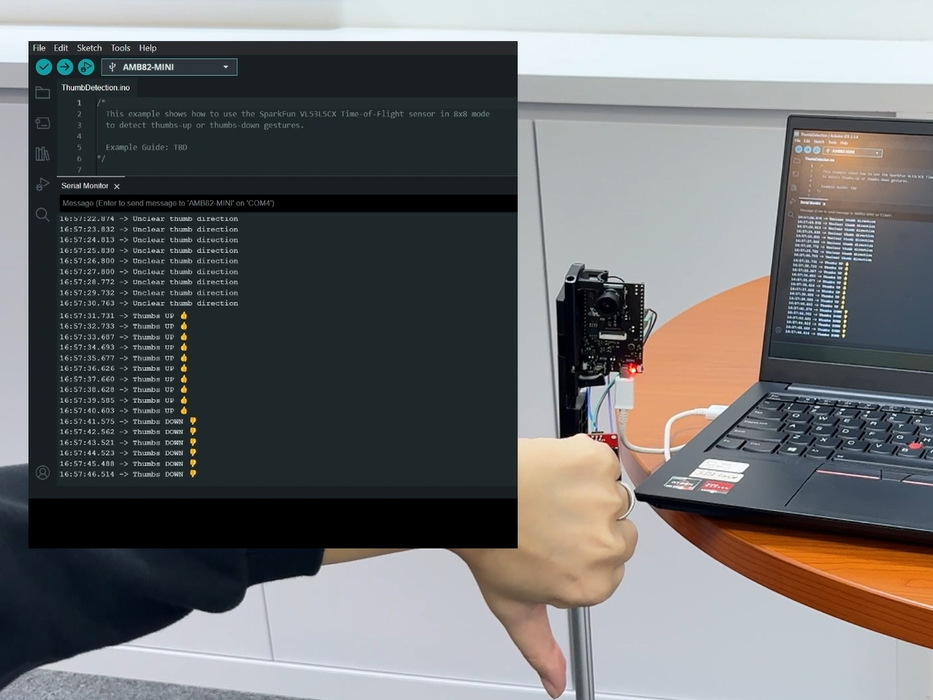 File Edit Sketch Tools Help
AMB82-MINI
ThumbDetection.ino
1 /*
2 This example shows how to use the SparkFun VL53L5CX Time-of-Flight sensor in 8x8 mode
3 to detect thumbs-up or thumbs-down gestures.
4
5 Example Guide: TBD
6 */
7
Serial Monitor ×
Message (Enter to send message to 'AMB82-MINI' on 'COM4')
16:57:22.874 -> Unclear thumb direction
16:57:23.832 -> Unclear thumb direction
16:57:24.813 -> Unclear thumb direction
16:57:25.830 -> Unclear thumb direction
16:57:26.800 -> Unclear thumb direction
16:57:27.800 -> Unclear thumb direction
16:57:28.772 -> Unclear thumb direction
16:57:29.732 -> Unclear thumb direction
16:57:30.763 -> Unclear thumb direction
16:57:31.731 -> Thumbs UP 👍
16:57:32.733 -> Thumbs UP 👍
16:57:33.687 -> Thumbs UP 👍
16:57:34.693 -> Thumbs UP 👍
16:57:35.677 -> Thumbs UP 👍
16:57:36.626 -> Thumbs UP 👍
16:57:37.660 -> Thumbs UP 👍
16:57:38.628 -> Thumbs UP 👍
16:57:39.585 -> Thumbs UP 👍
16:57:40.603 -> Thumbs UP 👍
16:57:41.575 -> Thumbs DOWN 👎
16:57:42.562 -> Thumbs DOWN 👎
16:57:43.521 -> Thumbs DOWN 👎
16:57:44.523 -> Thumbs DOWN 👎
16:57:45.488 -> Thumbs DOWN 👎
16:57:46.514 -> Thumbs DOWN 👎